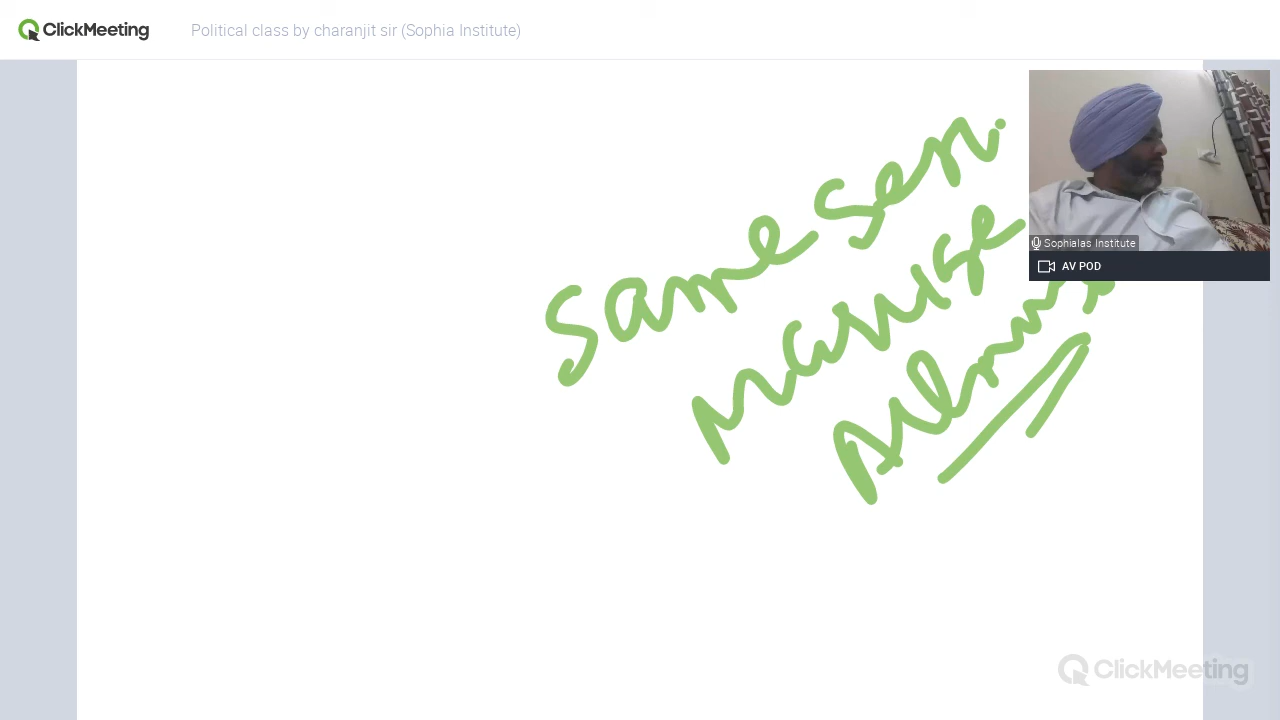 ClickMeeting
Political class by charanjit sir (Sophia Institute)
Same Sex
Sophialas Institute
AV POD
ClickMeeting